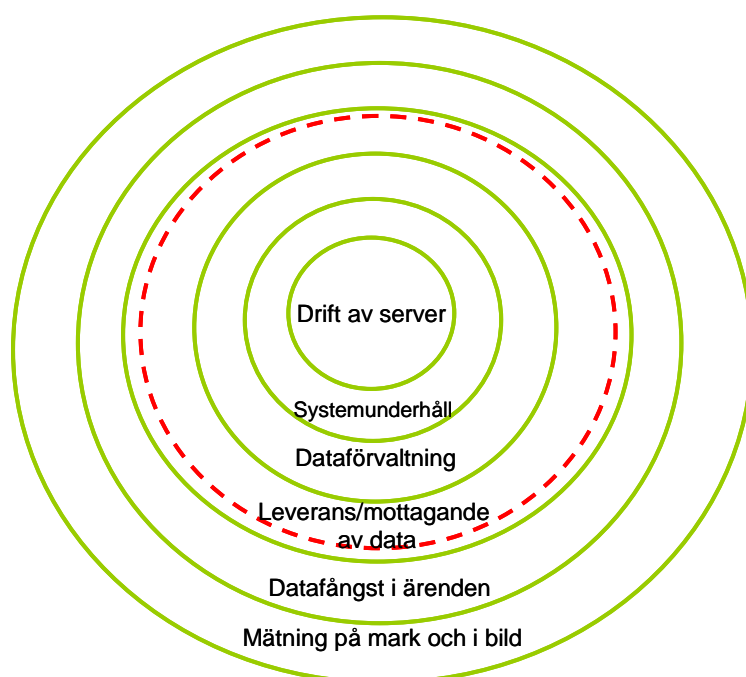 Drift av server
Systemunderhåll
Dataförvaltning
Leverans/mottagande
av data
Datafångst i ärenden
Mätning på mark och i bild